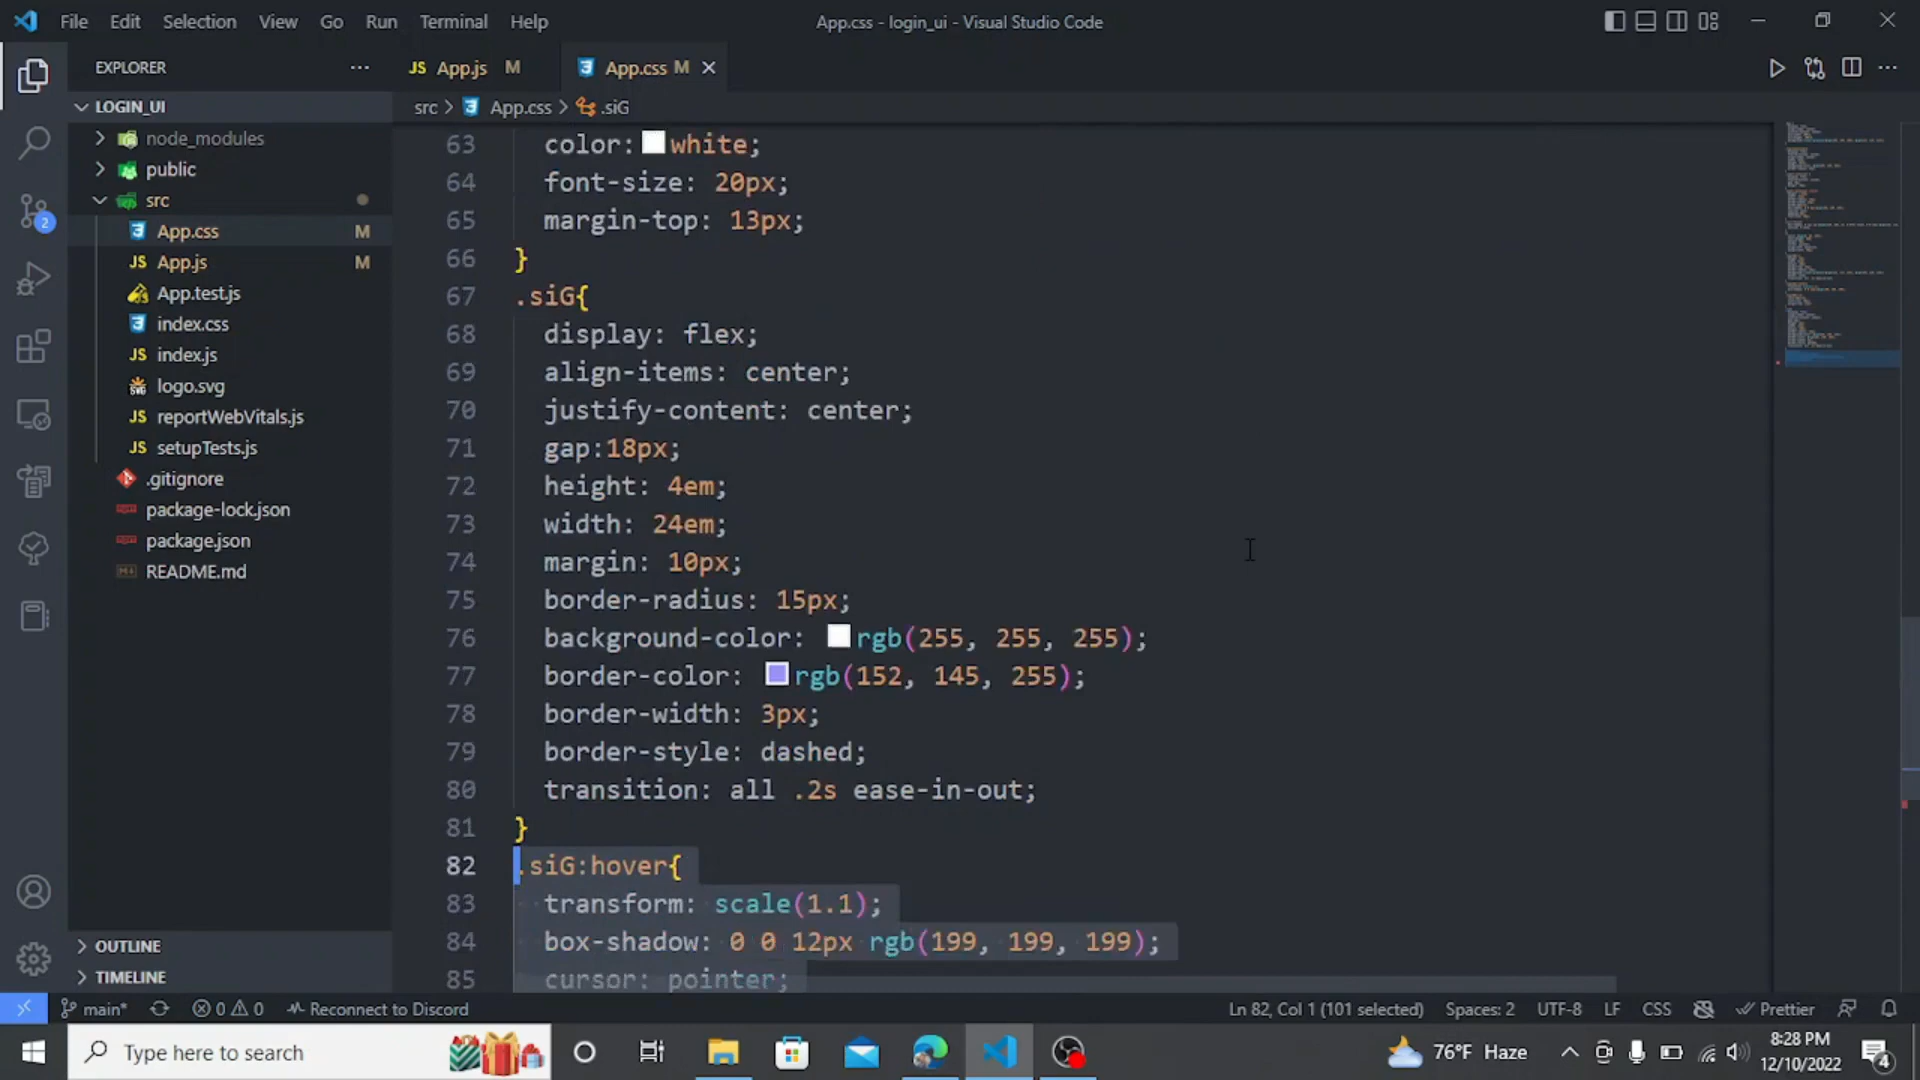 File Edit Selection View Go Run Terminal Help
App.css - login_ui - Visual Studio Code
EXPLORER
LOGIN_UI
node_modules
public
src
App.css M
JS App.js M
App.test.js
index.css
JS index.js
logo.svg
JS reportWebVitals.js
JS setupTests.js
.gitignore
package-lock.json
package.json
README.md
OUTLINE
TIMELINE
JS App.js M
App.css M
src > App.css > .siG
63 color: white;
64 font-size: 20px;
65 margin-top: 13px;
66 }
67 .siG{
68 display: flex;
69 align-items: center;
70 justify-content: center;
71 gap:18px;
72 height: 4em;
73 width: 24em;
74 margin: 10px;
75 border-radius: 15px;
76 background-color: rgb(255, 255, 255);
77 border-color: rgb(152, 145, 255);
78 border-width: 3px;
79 border-style: dashed;
80 transition: all .2s ease-in-out;
81 }
82 .siG:hover{
83 transform: scale(1.1);
84 box-shadow: 0 0 12px rgb(199, 199, 199);
85 cursor: pointer;
2
main* 0 0 Reconnect to Discord
Ln 82, Col 1 (101 selected) Spaces: 2 UTF-8 LF CSS Prettier
Type here to search
76°F Haze
8:28 PM
12/10/2022
4